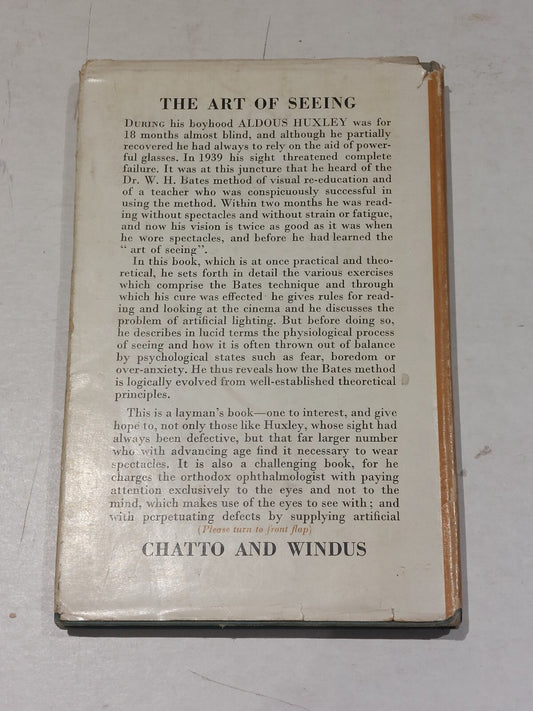 THE ART OF SEEING
DURING his boyhood ALDOUS HUXLEY was for
18 months almost blind, and although he partially
recovered he had always to rely on the aid of power-
ful glasses. In 1939 his sight threatened complete
failure. It was at this juncture that he heard of the
Dr. W. H. Bates method of visual re-education and
of a teacher who was conspicuously successful in
using the method. Within two months he was read-
ing without spectacles and without strain or fatigue,
and now his vision is twice as good as it was when
he wore spectacles, and before he had learned the
“ art of seeing”.
In this book, which is at once practical and theo-
retical, he sets forth in detail the various exercises
which comprise the Bates technique and through
which his cure was effected he gives rules for read-
ing and looking at the cinema and he discusses the
problem of artificial lighting. But before doing so,
he describes in lucid terms the physiological process
of seeing and how it is often thrown out of balance
by psychological states such as fear, boredom or
over-anxiety. He thus reveals how the Bates method
is logically evolved from well-established theoretical
principles.
This is a layman's book—one to interest, and give
hope to, not only those like Huxley, whose sight had
always been defective, but that far larger number
who with advancing age find it necessary to wear
spectacles. It is also a challenging book, for he
charges the orthodox ophthalmologist with paying
attention exclusively to the eyes and not to the
mind, which makes use of the eyes to see with ; and
with perpetuating defects by supplying artificial
(Please turn to front flap)
CHATTO AND WINDUS